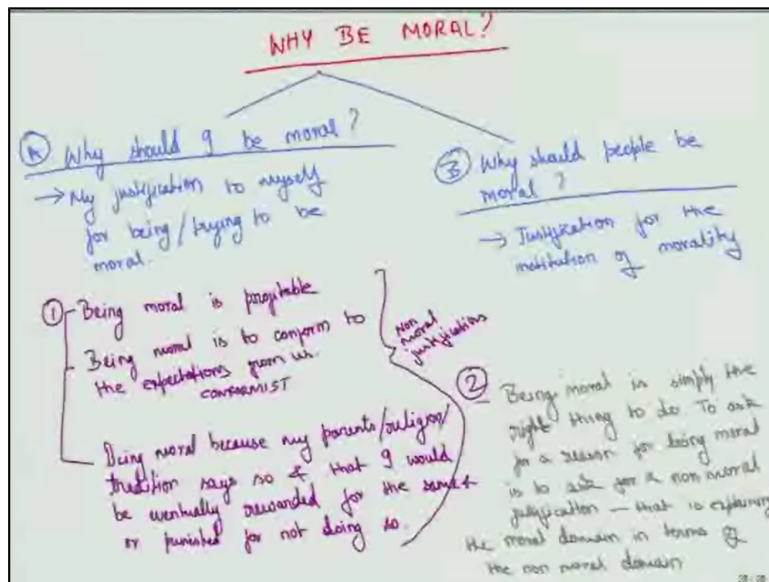 WHY BE MORAL?
A Why should I be moral?
→ My justification to myself
for being/trying to be
moral.
B Why should people be
moral?
→ Justification for the
institution of morality
1 Being moral is profitable
- Being moral is to conform to
the expectations from us.
CONFORMIST
Being moral because my parents/religion/
tradition says so & that I would
be eventually rewarded for the same &
or punished for not doing so.
Non
moral
justifications
2 Being moral is simply the
right thing to do. To ask
for a reason for being moral
is to ask for a non moral
justification — that is explaining
the moral domain in terms of
the non moral domain